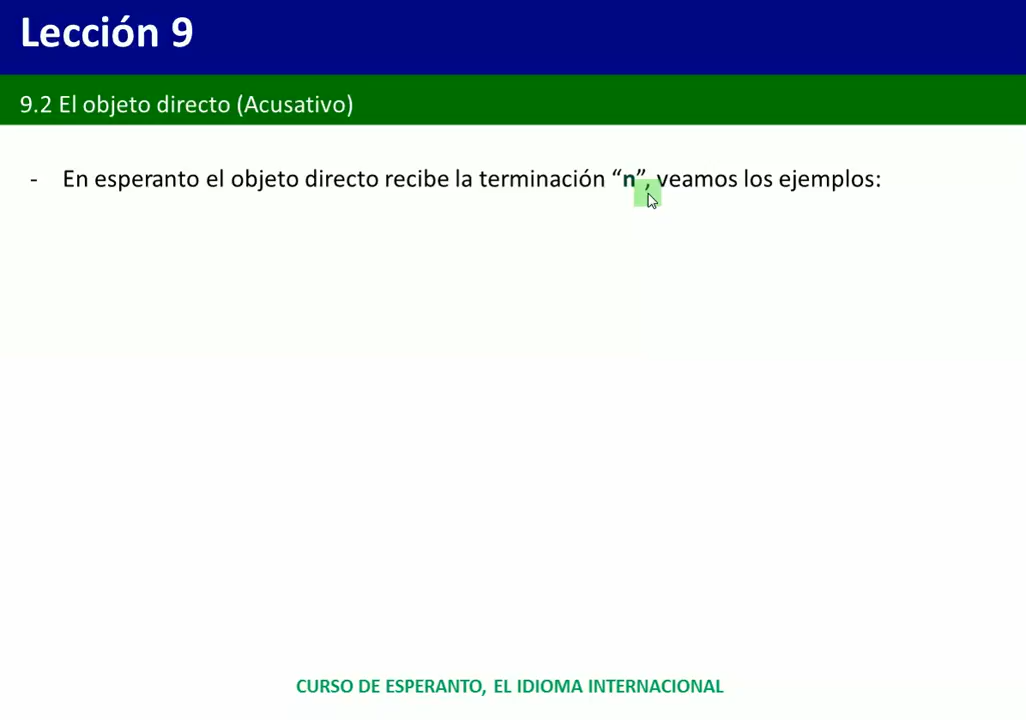 Lección 9
9.2 El objeto directo (Acusativo)
- En esperanto el objeto directo recibe la terminación “n”, veamos los ejemplos:
CURSO DE ESPERANTO, EL IDIOMA INTERNACIONAL